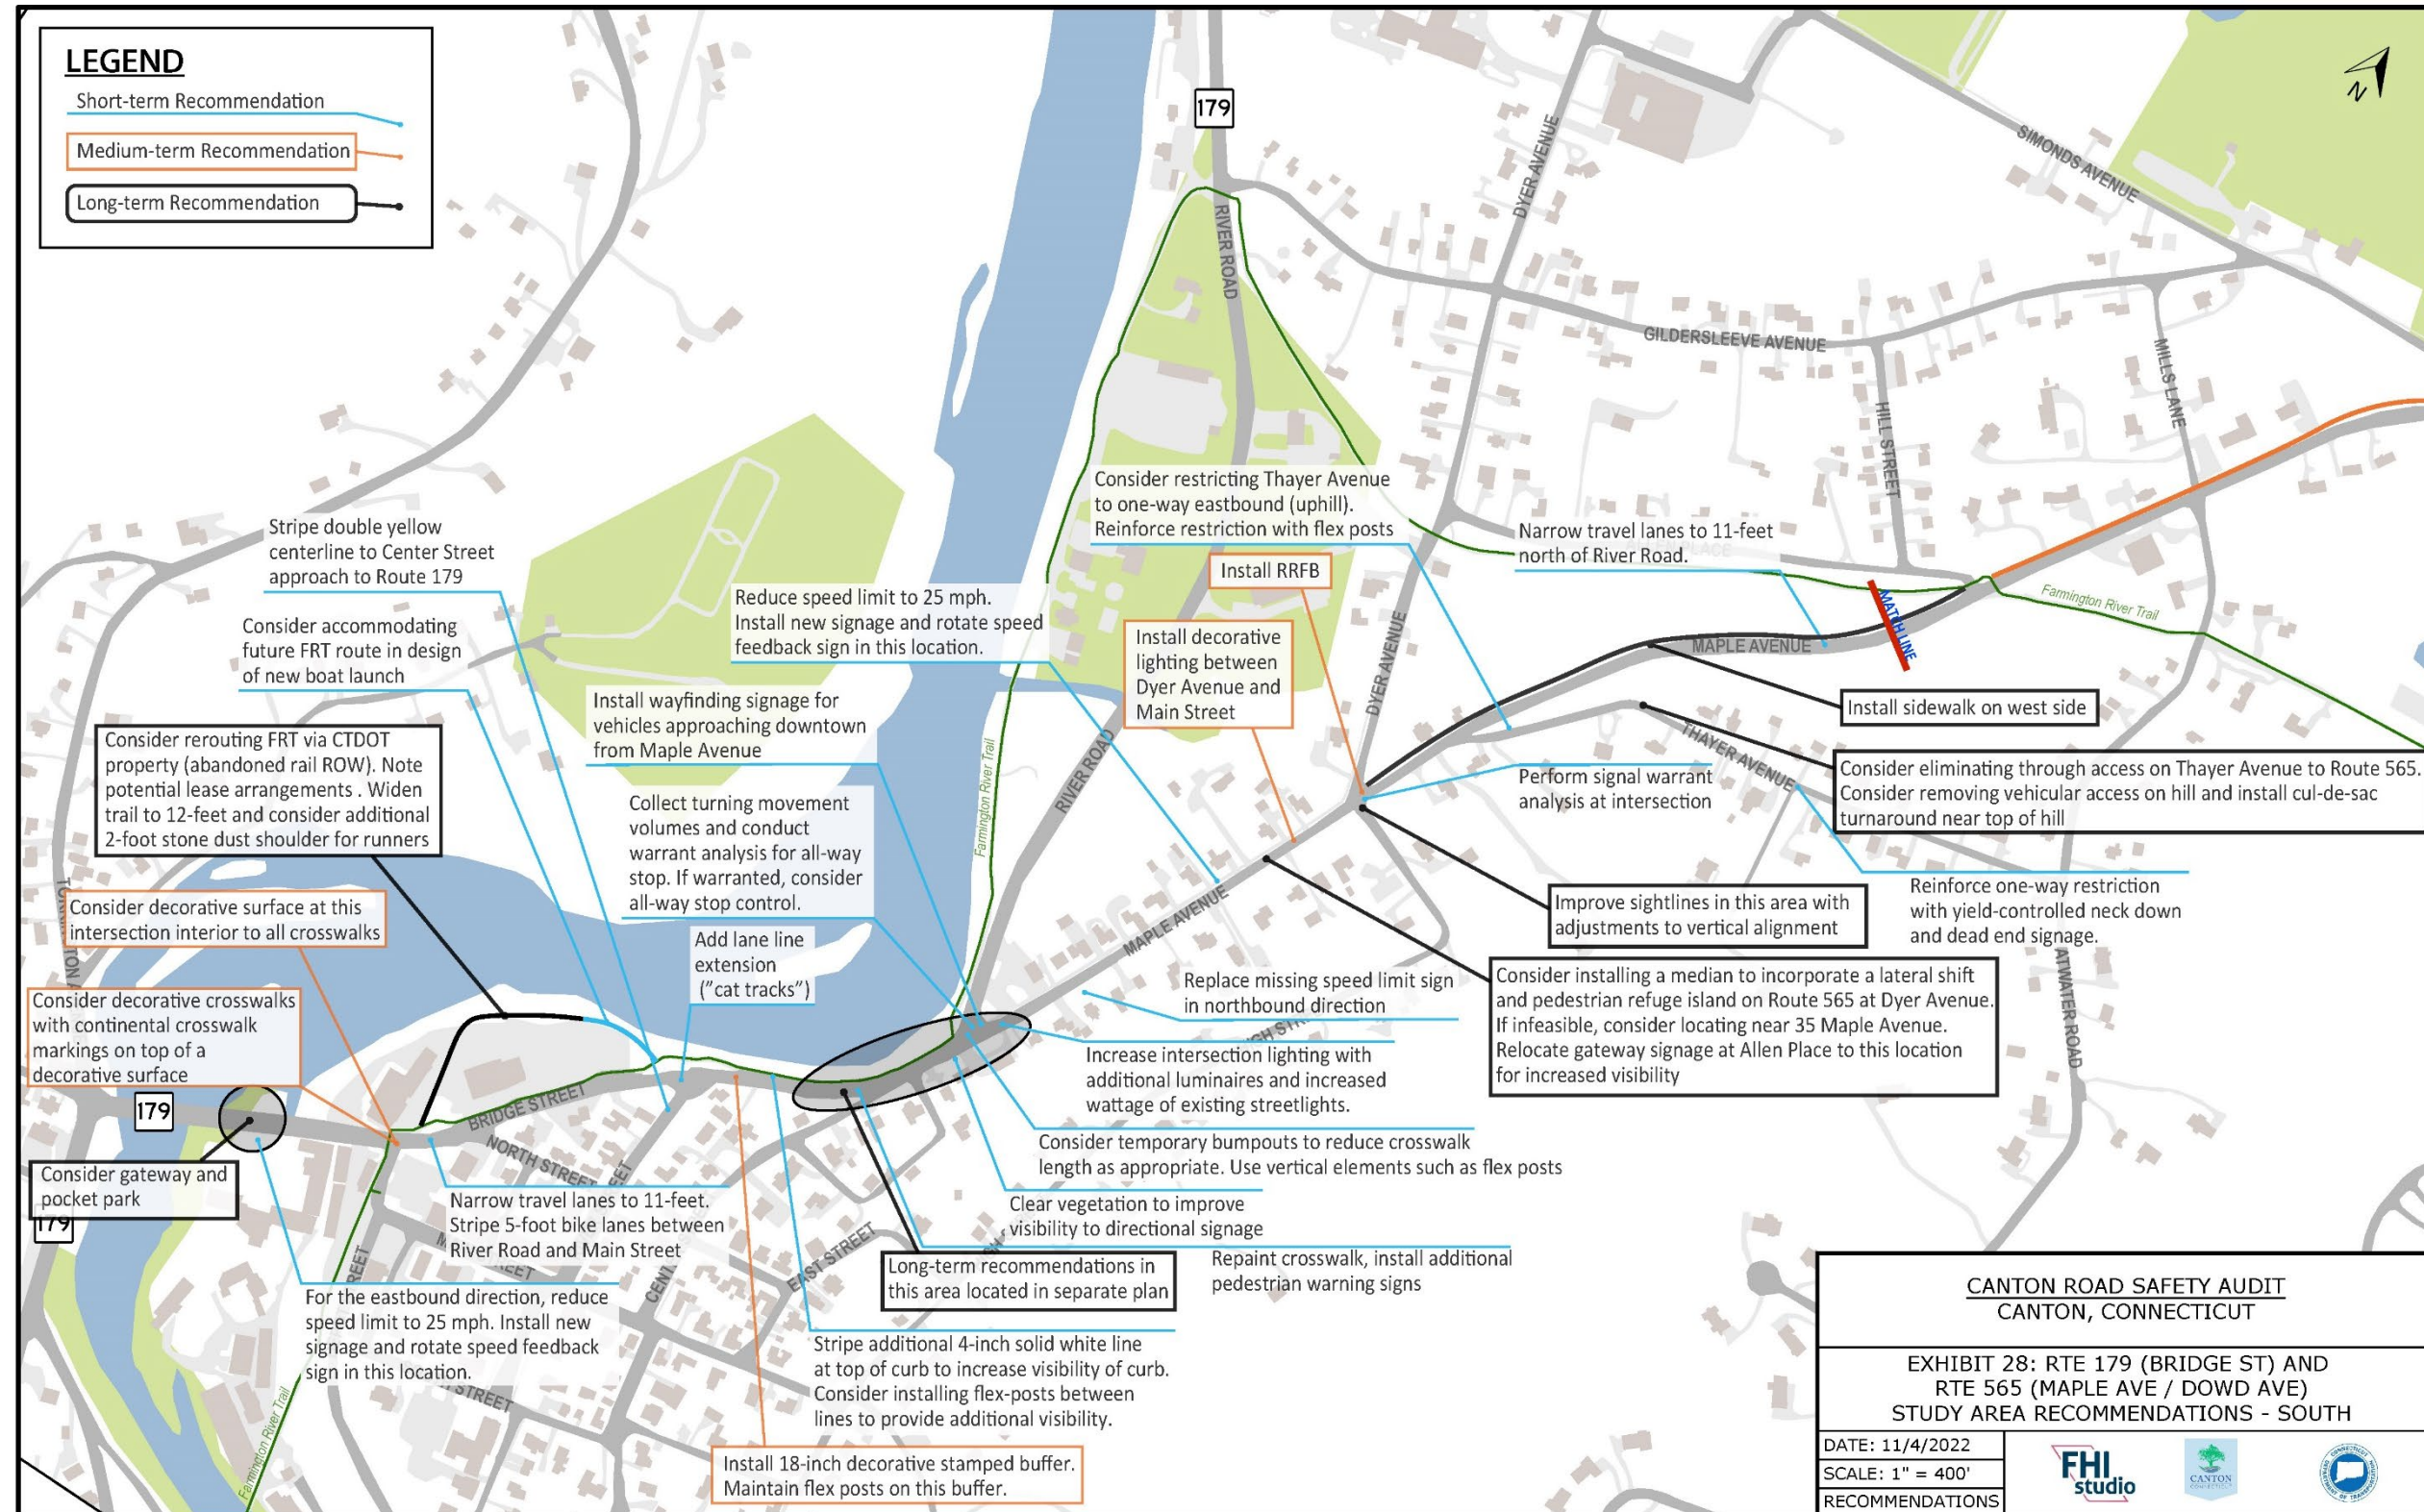 LEGEND
Short-term Recommendation
Medium-term Recommendation
Long-term Recommendation
N
179
RIVER ROAD
DYER AVENUE
SIMONDS AVENUE
GILDERSLEEVE AVENUE
MILLS LANE
HILL STREET
Stripe double yellow
centerline to Center Street
approach to Route 179
Consider accommodating
future FRT route in design
of new boat launch
Consider rerouting FRT via CTDOT
property (abandoned rail ROW). Note
potential lease arrangements . Widen
trail to 12-feet and consider additional
2-foot stone dust shoulder for runners
Consider decorative surface at this
intersection interior to all crosswalks
Consider decorative crosswalks
with continental crosswalk
markings on top of a
decorative surface
179
Consider gateway and
pocket park
179
Reduce speed limit to 25 mph.
Install new signage and rotate speed
feedback sign in this location.
Install wayfinding signage for
vehicles approaching downtown
from Maple Avenue
Collect turning movement
volumes and conduct
warrant analysis for all-way
stop. If warranted, consider
all-way stop control.
Add lane line
extension
("cat tracks")
Consider restricting Thayer Avenue
to one-way eastbound (uphill).
Reinforce restriction with flex posts
Install RRFB
Install decorative
lighting between
Dyer Avenue and
Main Street
Narrow travel lanes to 11-feet
north of River Road.
PLACE
MATCH LINE
Farmington River Trail
MAPLE AVENUE
DYER AVENUE
Install sidewalk on west side
THAYER AVENUE
Perform signal warrant
analysis at intersection
Consider eliminating through access on Thayer Avenue to Route 565.
Consider removing vehicular access on hill and install cul-de-sac
turnaround near top of hill
Reinforce one-way restriction
with yield-controlled neck down
and dead end signage.
Improve sightlines in this area with
adjustments to vertical alignment
ATWATER ROAD
Farmington River Trail
RIVER ROAD
MAPLE AVENUE
Replace missing speed limit sign
in northbound direction
Consider installing a median to incorporate a lateral shift
and pedestrian refuge island on Route 565 at Dyer Avenue.
If infeasible, consider locating near 35 Maple Avenue.
Relocate gateway signage at Allen Place to this location
for increased visibility
Increase intersection lighting with
additional luminaires and increased
wattage of existing streetlights.
Consider temporary bumpouts to reduce crosswalk
length as appropriate. Use vertical elements such as flex posts
Clear vegetation to improve
visibility to directional signage
Repaint crosswalk, install additional
pedestrian warning signs
Long-term recommendations in
this area located in separate plan
BRIDGE STREET
NORTH STREET
EAST STREET
Narrow travel lanes to 11-feet.
Stripe 5-foot bike lanes between
River Road and Main Street
For the eastbound direction, reduce
speed limit to 25 mph. Install new
signage and rotate speed feedback
sign in this location.
STREET
Farmington River Trail
Stripe additional 4-inch solid white line
at top of curb to increase visibility of curb.
Consider installing flex-posts between
lines to provide additional visibility.
Install 18-inch decorative stamped buffer.
Maintain flex posts on this buffer.
CANTON ROAD SAFETY AUDIT
CANTON, CONNECTICUT
EXHIBIT 28: RTE 179 (BRIDGE ST) AND
RTE 565 (MAPLE AVE / DOWD AVE)
STUDY AREA RECOMMENDATIONS - SOUTH
DATE: 11/4/2022
SCALE: 1" = 400'
RECOMMENDATIONS
FHI
studio
CANTON
CONNECTICUT